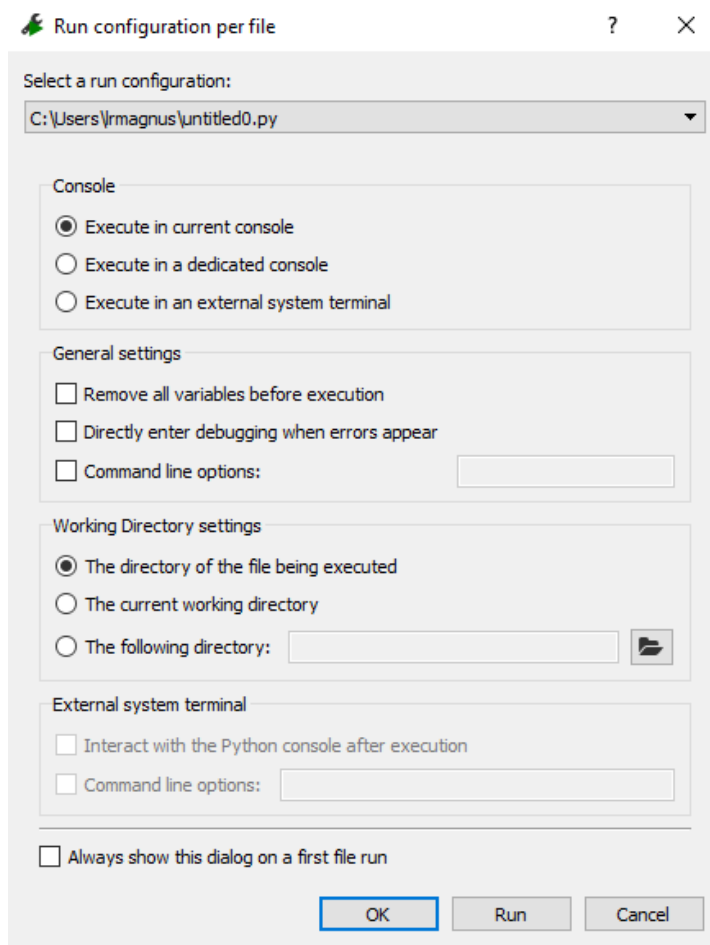 Run configuration per file
Select a run configuration:
C:\Users\lrmagnus\untitled0.py
Console
Execute in current console
Execute in a dedicated console
Execute in an external system terminal
General settings
Remove all variables before execution
Directly enter debugging when errors appear
Command line options:
Working Directory settings
The directory of the file being executed
The current working directory
The following directory:
External system terminal
Interact with the Python console after execution
Command line options:
Always show this dialog on a first file run
OK Run Cancel